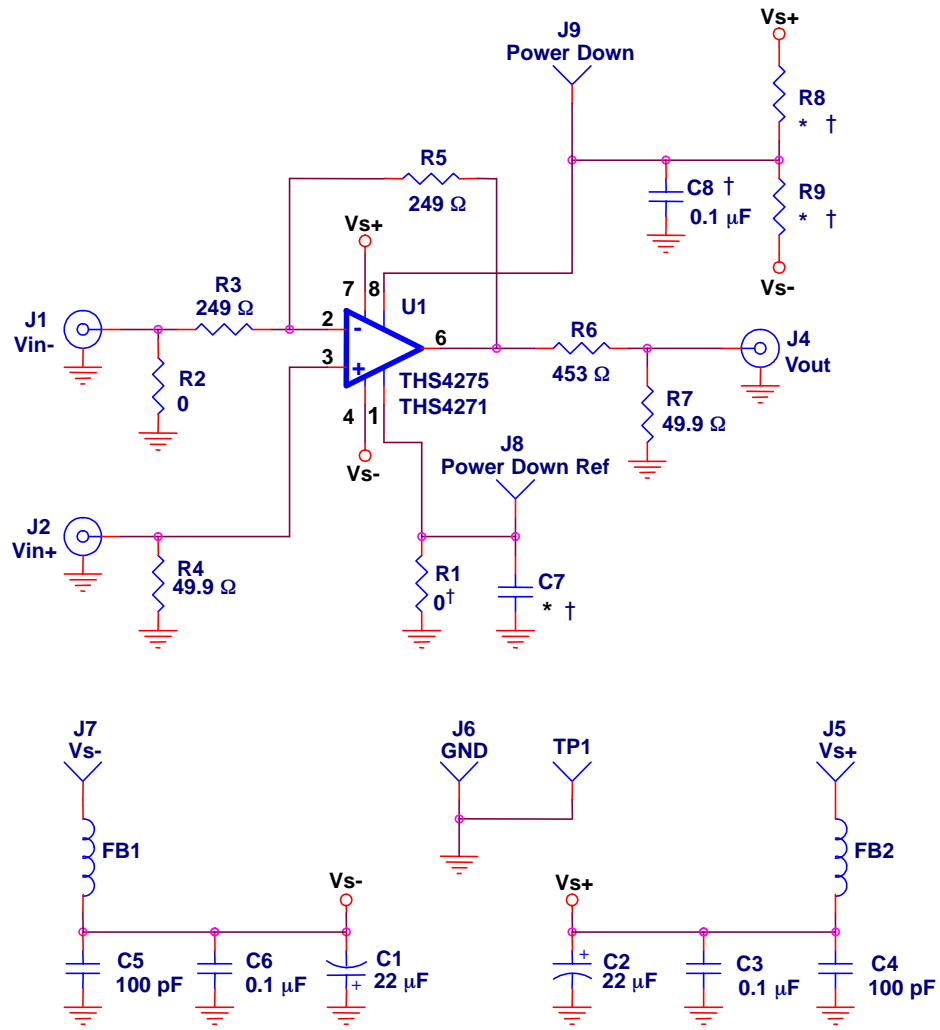 J9
Power Down
Vs+
R8
* †
R5
249 Ω
C8 †
0.1 µF
R9
* †
Vs+
Vs-
R3
249 Ω
7 8
U1
J1
Vin-
2
-
6
R6
453 Ω
J4
Vout
R2
0
3
+
THS4275
THS4271
R7
49.9 Ω
4 1
Vs-
J8
Power Down Ref
J2
Vin+
R4
49.9 Ω
R1
0†
C7
* †
J7
Vs-
J6
GND
TP1
J5
Vs+
FB1
FB2
Vs-
Vs+
C5
100 pF
C6
0.1 µF
C1
22 µF
+
+
C2
22 µF
C3
0.1 µF
C4
100 pF